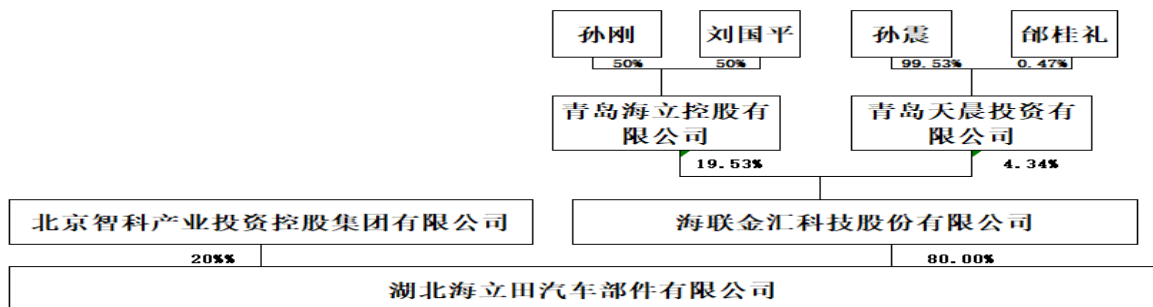 孙刚
刘国平
孙震
邰桂礼
50%
50%
99.53%
0.47%
青岛海立控股有
限公司
青岛天晨投资有
限公司
19.53%
4.34%
北京智科产业投资控股集团有限公司
海联金汇科技股份有限公司
20%%
80.00%
湖北海立田汽车部件有限公司